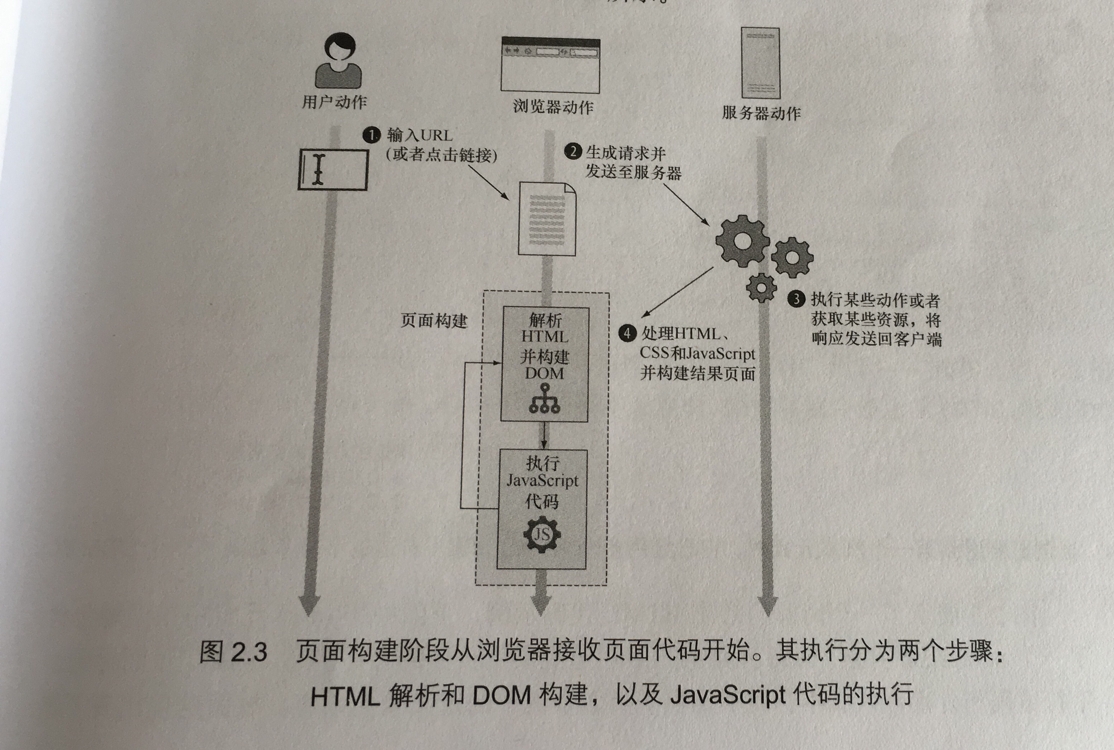 用户动作
浏览器动作
服务器动作
❶ 输入URL
(或者点击链接)
❷ 生成请求并
发送至服务器
❸ 执行某些动作或者
获取某些资源，将
响应发送回客户端
❹ 处理HTML、
CSS和JavaScript
并构建结果页面
页面构建
解析
HTML
并构建
DOM
执行
JavaScript
代码
JS
图 2.3 页面构建阶段从浏览器接收页面代码开始。其执行分为两个步骤：
HTML 解析和 DOM 构建，以及 JavaScript 代码的执行